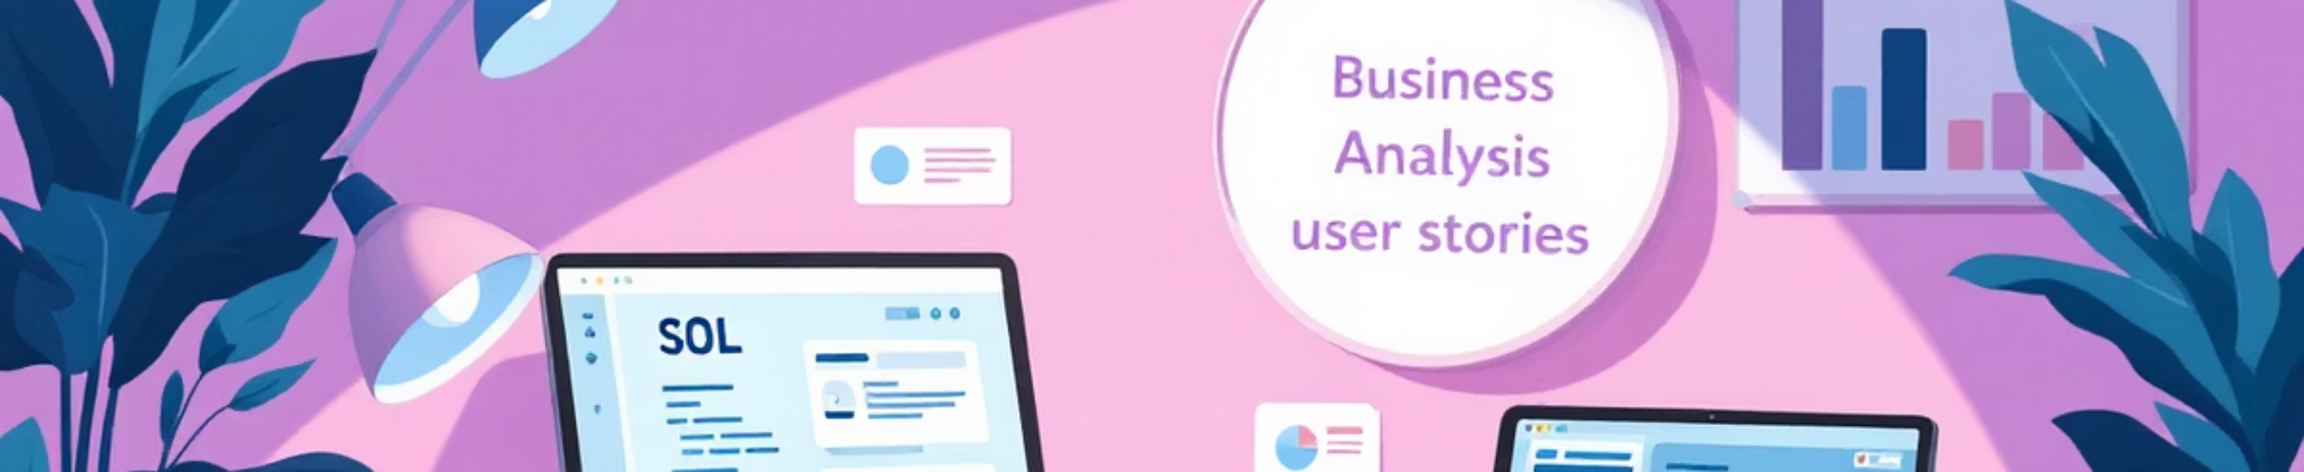 Business
Analysis
user stories
SOL